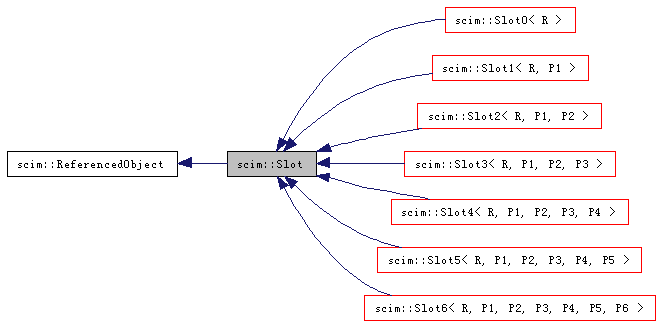 scim::Slot0< R >
scim::Slot1< R, P1 >
scim::Slot2< R, P1, P2 >
scim::ReferencedObject
scim::Slot
scim::Slot3< R, P1, P2, P3 >
scim::Slot4< R, P1, P2, P3, P4 >
scim::Slot5< R, P1, P2, P3, P4, P5 >
scim::Slot6< R, P1, P2, P3, P4, P5, P6 >